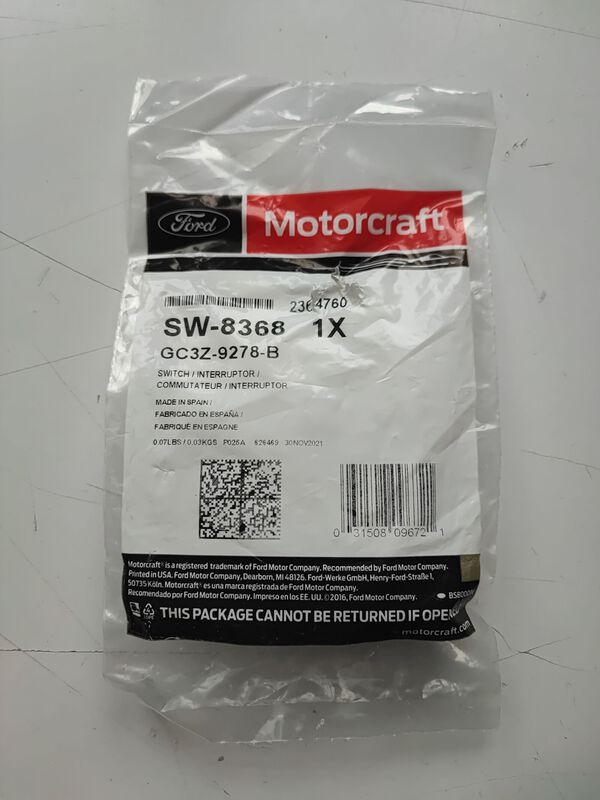 Ford Motorcraft
2364760
SW-8368 1X
GC3Z-9278-B
SWITCH / INTERRUPTOR /
COMMUTATEUR / INTERRUPTOR
MADE IN SPAIN /
FABRICADO EN ESPAÑA /
FABRIQUÉ EN ESPAGNE
0.07LBS / 0.03KGS P025A 626469 30NOV2021
0 31508 09672 1
Motorcraft® is a registered trademark of Ford Motor Company. Recommended by Ford Motor Company.
Printed in USA. Ford Motor Company, Dearborn, MI 48126. Ford-Werke GmbH, Henry-Ford-Straße 1,
50735 Köln. Motorcraft® es una marca registrada de Ford Motor Company.
Recomendado por Ford Motor Company. Impreso en los EE. UU. ©2016, Ford Motor Company.
THIS PACKAGE CANNOT BE RETURNED IF
motorcraft.com